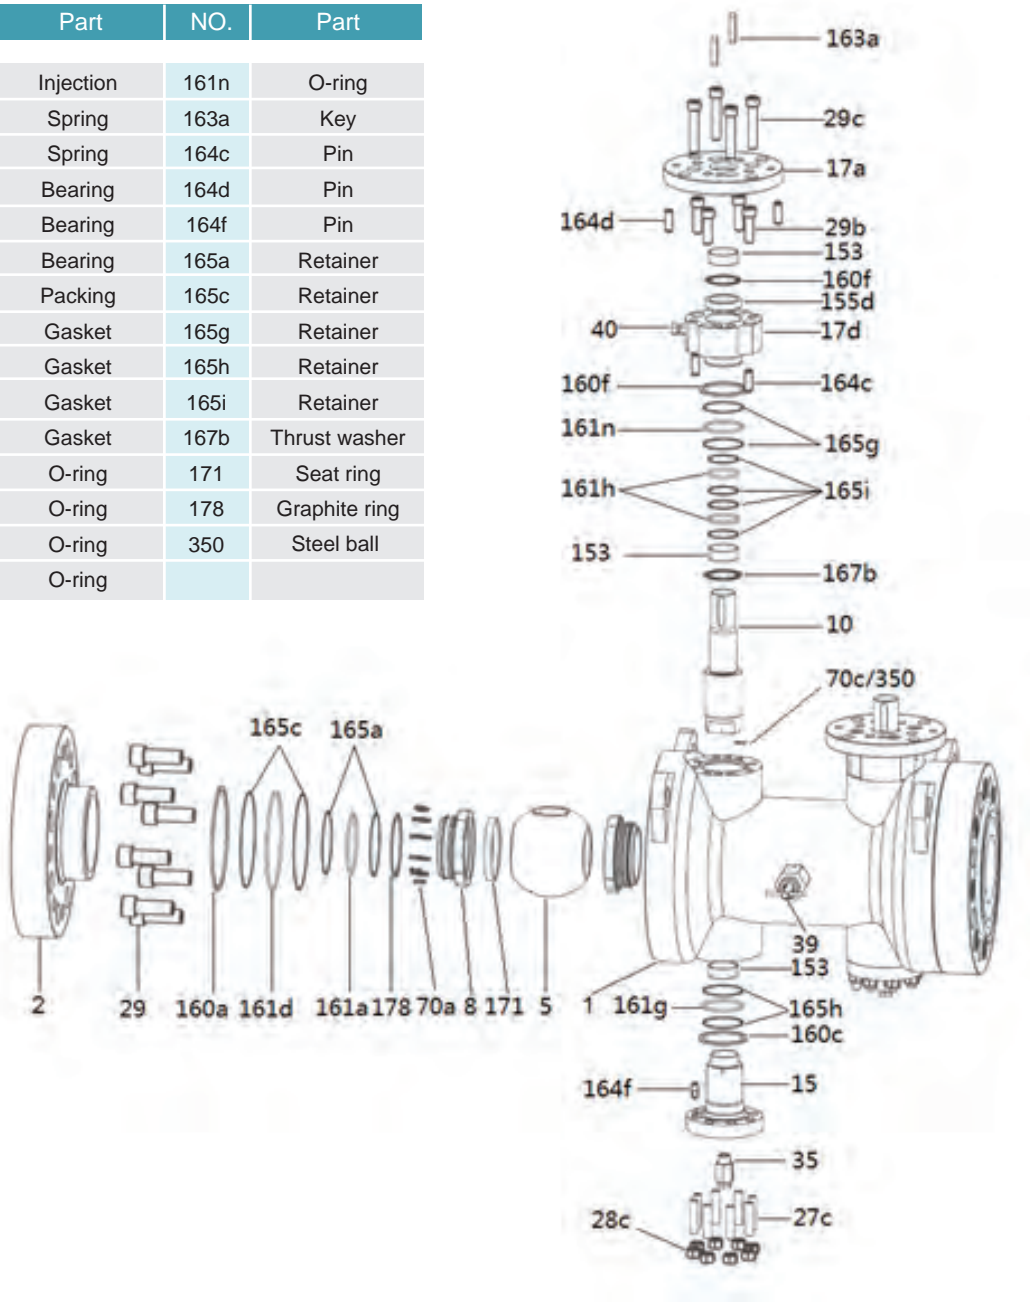 Part NO. Part
Injection 161n O-ring
Spring 163a Key
Spring 164c Pin
Bearing 164d Pin
Bearing 164f Pin
Bearing 165a Retainer
Packing 165c Retainer
Gasket 165g Retainer
Gasket 165h Retainer
Gasket 165i Retainer
Gasket 167b Thrust washer
O-ring 171 Seat ring
O-ring 178 Graphite ring
O-ring 350 Steel ball
O-ring
163a
29c
17a
164d
29b
153
160f
155d
40
17d
160f
164c
161n
165g
161h
165i
153
167b
10
70c/350
165c 165a
39
153
2 29 160a 161d 161a 178 70a 8 171 5 1 161g
165h
160c
164f
15
35
28c
27c